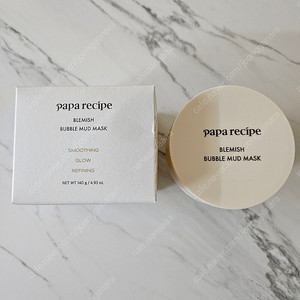 papa recipe
BLEMISH
BUBBLE MUD MASK
SMOOTHING
GLOW
REFINING
NET WT 140 g / 4.93 oz.
papa recipe
BLEMISH
BUBBLE MUD MASK